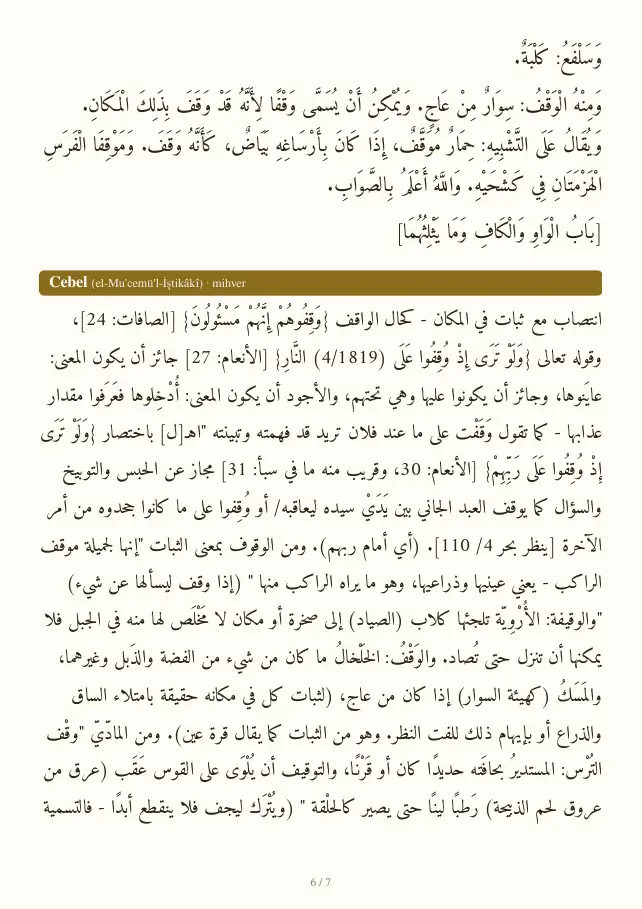 وَسَلْفَعُ: كَلْبَةٌ.
وَمِنْهُ الْوَقْفُ: سِوَارٌ مِنْ عَاجٍ. وَيُمْكِنُ أَنْ يُسَمَّى وَقْفًا لِأَنَّهُ قَدْ وَقَفَ بِذَلِكَ الْمَكَانِ.
وَيُقَالُ عَلَى التَّشْبِيهِ: حِمَارٌ مُوَقَّفٌ، إِذَا كَانَ بِأَرْسَاغِهِ بَيَاضٌ، كَأَنَّهُ وَقَفَ. وَمَوْقِفَا الْفَرَسِ
الْهَزْمَتَانِ فِي كَشْحَيْهِ. وَاللَّهُ أَعْلَمُ بِالصَّوَابِ.
[بَابُ الْوَاوِ وَالْكَافِ وَمَا يَثْلِثُهُمَا]
Cebel (el-Mu'cemü'l-İştikâkî) · mihver
انتصاب مع ثبات في المكان - كحال الواقف {وَقِفُوهُمْ إِنَّهُمْ مَسْئُولُونَ} [الصافات: 24]،
وقوله تعالى {وَلَوْ تَرَى إِذْ وُقِفُوا عَلَى (4/1819) النَّارِ} [الأنعام: 27] جائز أن يكون المعنى:
عاينوها، وجائز أن يكونوا عليها وهي تحتهم، والأجود أن يكون المعنى: أُدْخِلوها فعَرَفوا مقدار
عذابها - كما تقول وَقَفْت على ما عند فلان تريد قد فهمته وتبينته "اهـ[ل] باختصار {وَلَوْ تَرَى
إِذْ وُقِفُوا عَلَى رَبِّهِمْ} [الأنعام: 30، وقريب منه ما في سبأ: 31] مجاز عن الحبس والتوبيخ
والسؤال كما يوقف العبد الجاني بين يَدَيْ سيده ليعاقبه/ أو وُقِفوا على ما كانوا جحدوه من أمر
الآخرة [ينظر بحر 4/ 110]. (أي أمام ربهم). ومن الوقوف بمعنى الثبات "إنها لجميلة موقف
الراكب - يعني عينيها وذراعيها، وهو ما يراه الراكب منها " (إذا وقف ليسألها عن شيء)
"والوقيفة: الأُرْوِيّة تلجئها كلاب (الصياد) إلى صخرة أو مكان لا مَخْلَص لها منه في الجبل فلا
يمكنها أن تنزل حتى تُصاد. والوَقْفُ: الخَلْخالُ ما كان من شيء من الفضة والذَبل وغيرهما،
والمَسَكُ (كهيئة السوار) إذا كان من عاج، (لثبات كل في مكانه حقيقة بامتلاء الساق
والذراع أو بإيهام ذلك للفت النظر. وهو من الثبات كما يقال قرة عين). ومن المادّيّ "وقْف
التُرْس: المستديرُ بحَافَته حديدًا كان أو قَرْنًا، والتوقيف أن يُلْوَى على القوس عَقَب (عرق من
عروق لحم الذبيحة) رَطبًا لينًا حتى يصير كالحلْقة " (ويُتْرَك ليجف فلا ينقطع أبدًا - فالتسمية
6 / 7